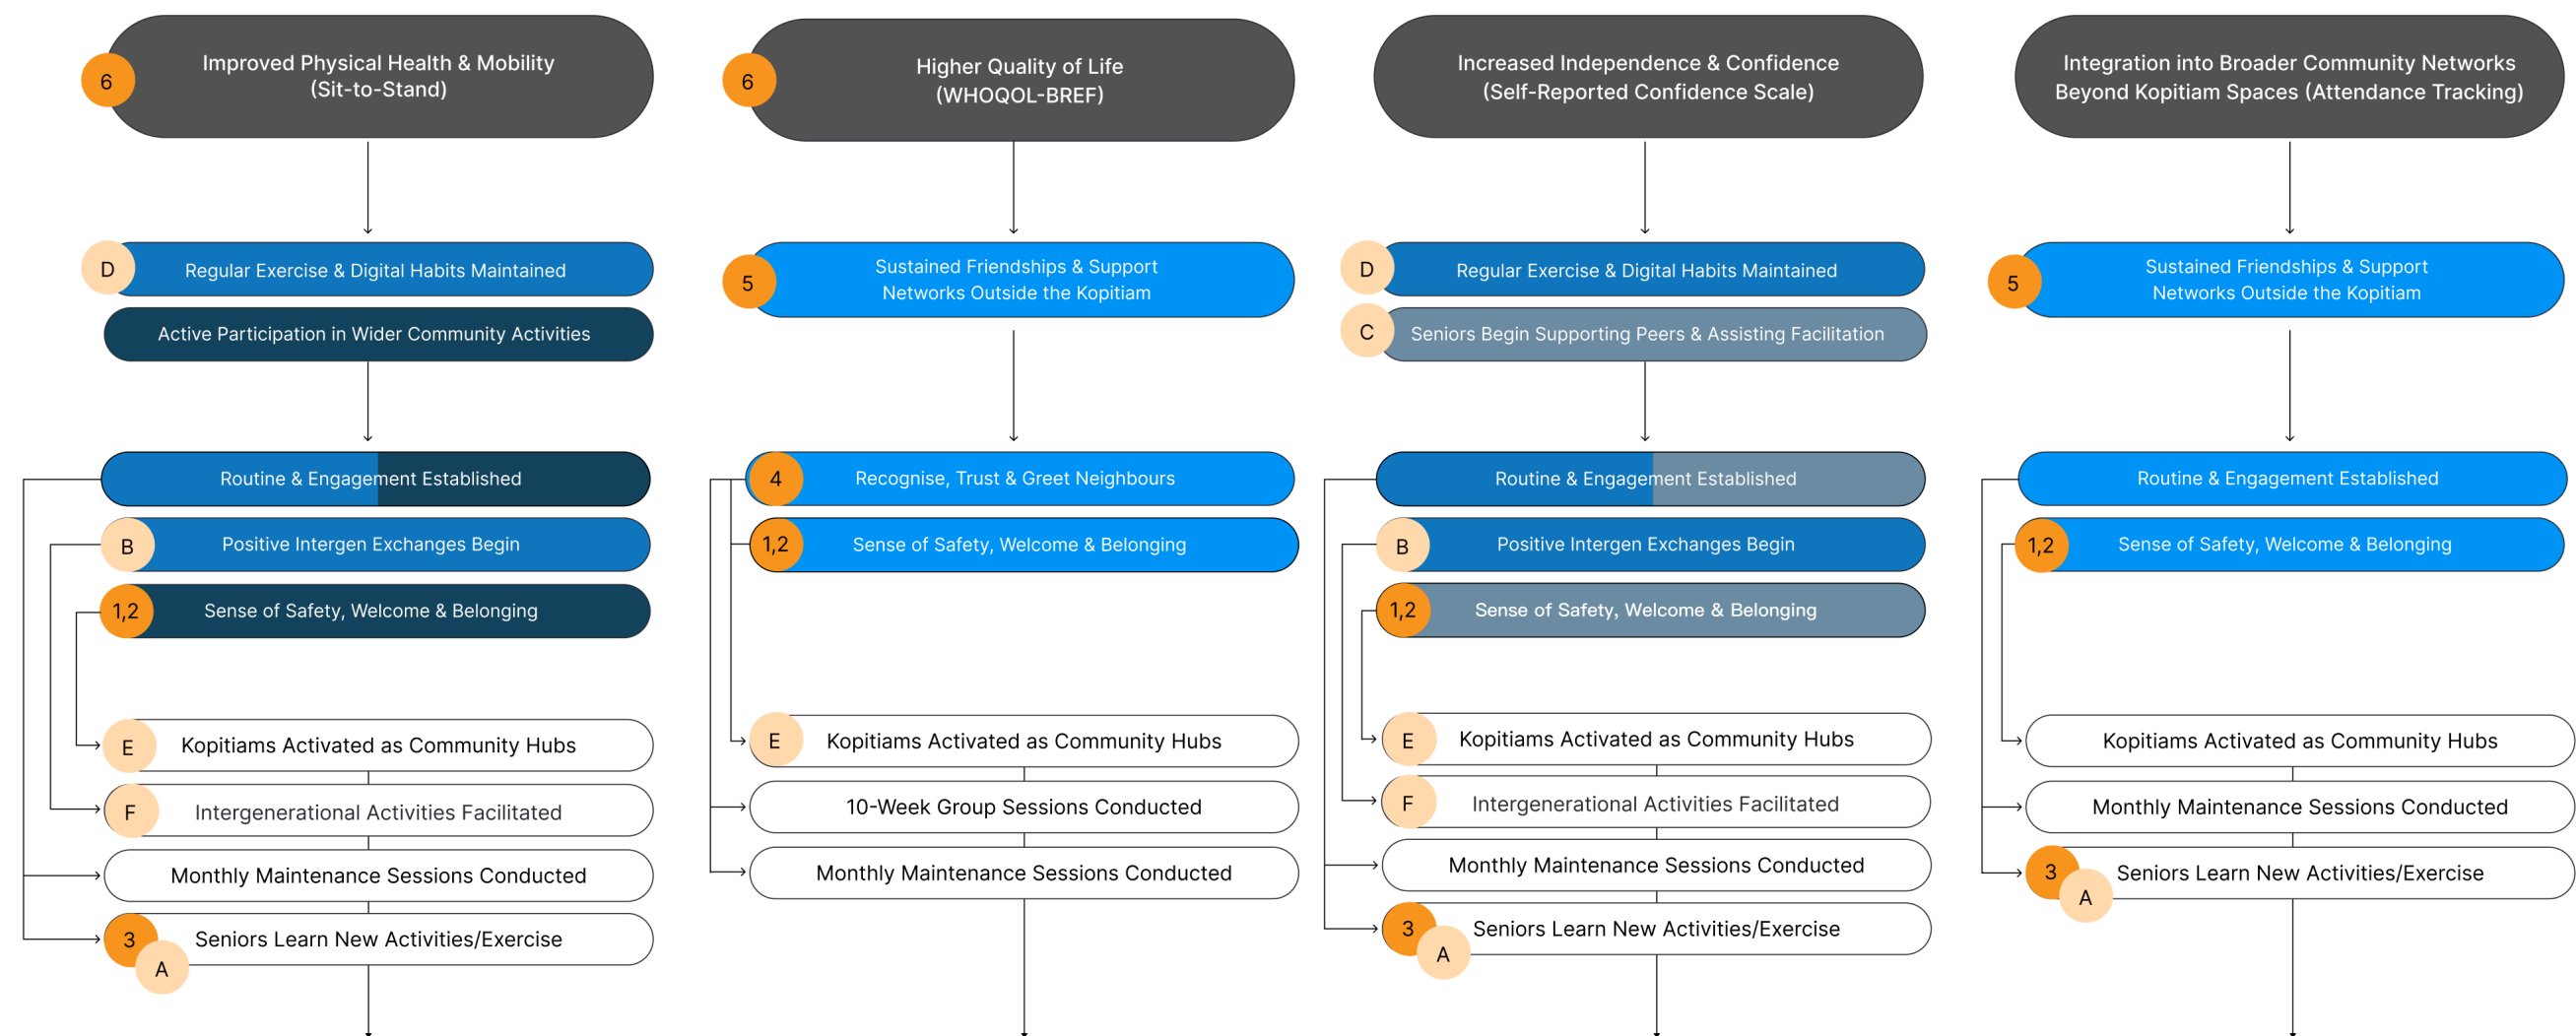 6
Improved Physical Health & Mobility
(Sit-to-Stand)
D
Regular Exercise & Digital Habits Maintained
Active Participation in Wider Community Activities
Routine & Engagement Established
B
Positive Intergen Exchanges Begin
1,2
Sense of Safety, Welcome & Belonging
E
Kopitiams Activated as Community Hubs
F
Intergenerational Activities Facilitated
Monthly Maintenance Sessions Conducted
3
Seniors Learn New Activities/Exercise
A
6
Higher Quality of Life
(WHOQOL-BREF)
5
Sustained Friendships & Support
Networks Outside the Kopitiam
4
Recognise, Trust & Greet Neighbours
1,2
Sense of Safety, Welcome & Belonging
E
Kopitiams Activated as Community Hubs
10-Week Group Sessions Conducted
Monthly Maintenance Sessions Conducted
Increased Independence & Confidence
(Self-Reported Confidence Scale)
D
Regular Exercise & Digital Habits Maintained
C
Seniors Begin Supporting Peers & Assisting Facilitation
Routine & Engagement Established
B
Positive Intergen Exchanges Begin
1,2
Sense of Safety, Welcome & Belonging
E
Kopitiams Activated as Community Hubs
F
Intergenerational Activities Facilitated
Monthly Maintenance Sessions Conducted
3
Seniors Learn New Activities/Exercise
A
Integration into Broader Community Networks
Beyond Kopitiam Spaces (Attendance Tracking)
5
Sustained Friendships & Support
Networks Outside the Kopitiam
Routine & Engagement Established
1,2
Sense of Safety, Welcome & Belonging
Kopitiams Activated as Community Hubs
Monthly Maintenance Sessions Conducted
3
Seniors Learn New Activities/Exercise
A